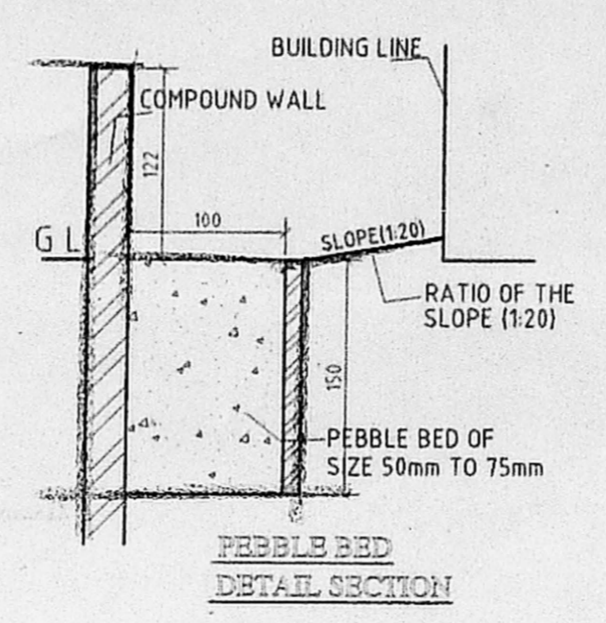 BUILDING LINE
COMPOUND WALL
122
100
G L
SLOPE(1:20)
RATIO OF THE
SLOPE (1:20)
150
PEBBLE BED OF
SIZE 50mm TO 75mm
PEBBLE BED
DETAIL SECTION